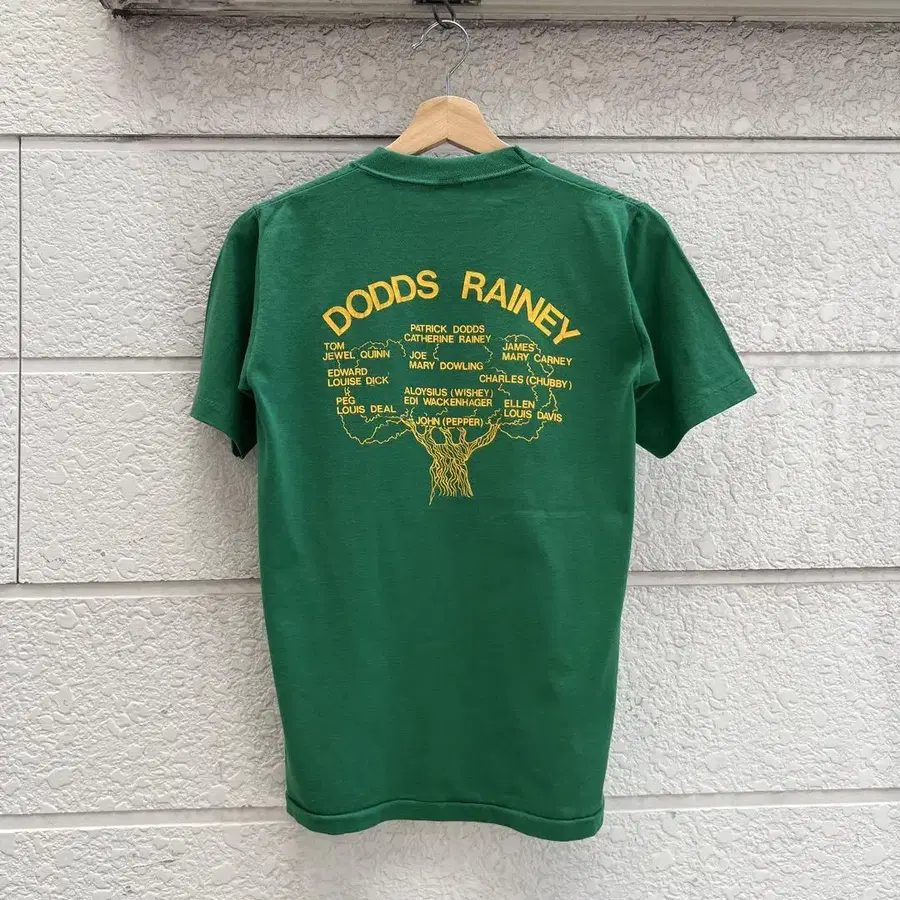 DODDS RAINEY
PATRICK DODDS
CATHERINE RAINEY
TOM
JEWEL QUINN
JOE
MARY DOWLING
JAMES
MARY CARNEY
EDWARD
LOUISE DICK
CHARLES (CHUBBY)
PEG
LOUIS DEAL
ALOYSIUS (WISHEY)
EDI WACKENHAGER
ELLEN
LOUIS DAVIS
JOHN (PEPPER)